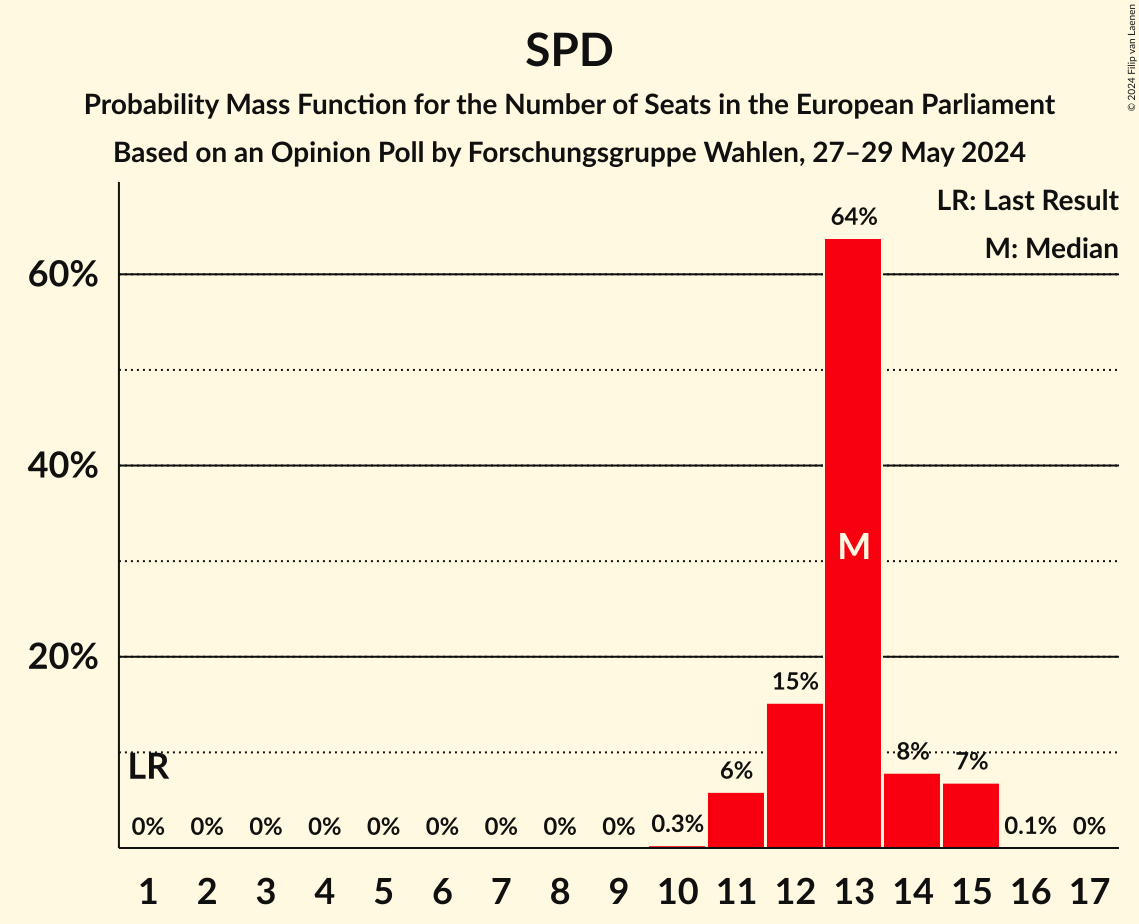 SPD
Probability Mass Function for the Number of Seats in the European Parliament
Based on an Opinion Poll by Forschungsgruppe Wahlen, 27–29 May 2024
© 2024 Filip van Laenen
LR: Last Result
M: Median
64%
60%
40%
M
20%
15%
8%
7%
6%
LR
0% 0% 0% 0% 0% 0% 0% 0% 0% 0.3% 0.1% 0%
1 2 3 4 5 6 7 8 9 10 11 12 13 14 15 16 17